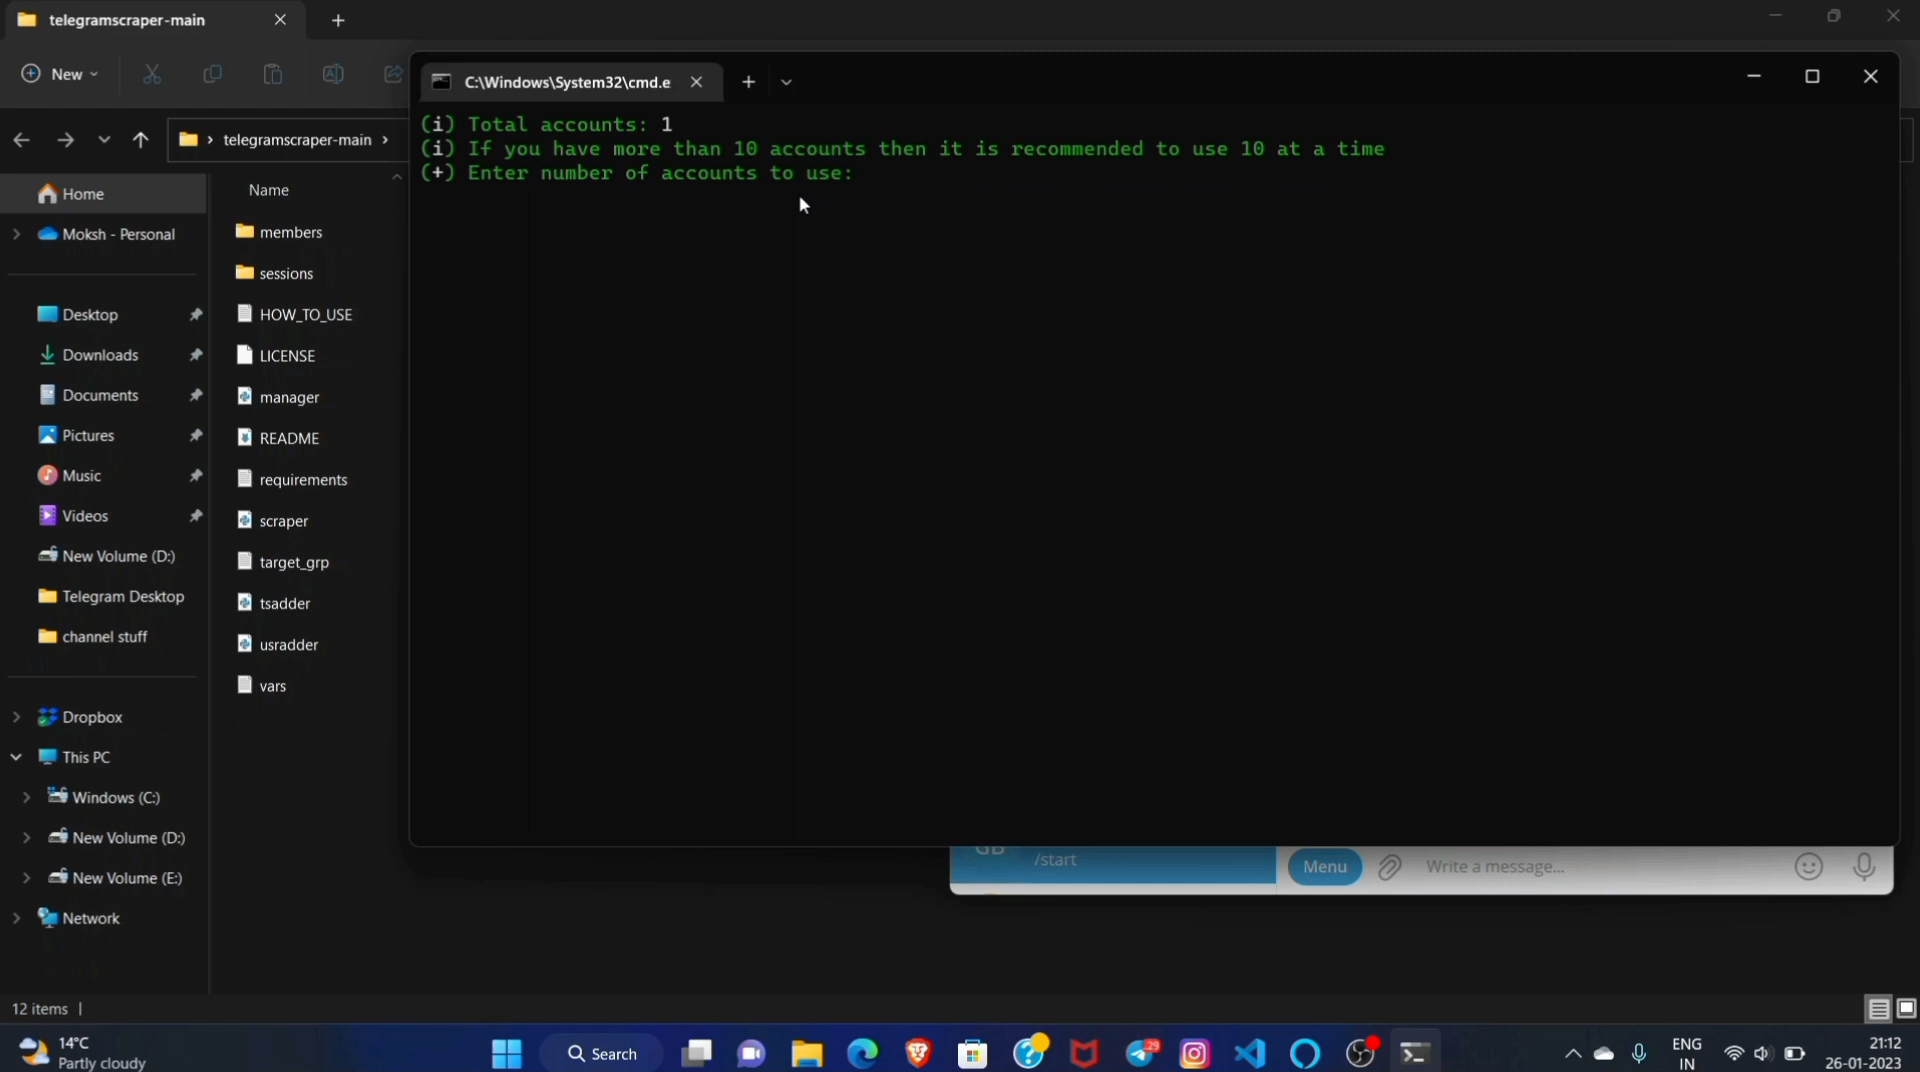 telegramscraper-main
New
C:\Windows\System32\cmd.e
(i) Total accounts: 1
(i) If you have more than 10 accounts then it is recommended to use 10 at a time
(+) Enter number of accounts to use:
telegramscraper-main
Home
Moksh - Personal
Desktop
Downloads
Documents
Pictures
Music
Videos
New Volume (D:)
Telegram Desktop
channel stuff
Dropbox
This PC
Windows (C:)
New Volume (D:)
New Volume (E:)
Network
Name
members
sessions
HOW_TO_USE
LICENSE
manager
README
requirements
scraper
target_grp
tsadder
usradder
vars
GB
/start
Menu
Write a message...
12 items
14°C
Partly cloudy
Search
29
ENG
IN
21:12
26-01-2023